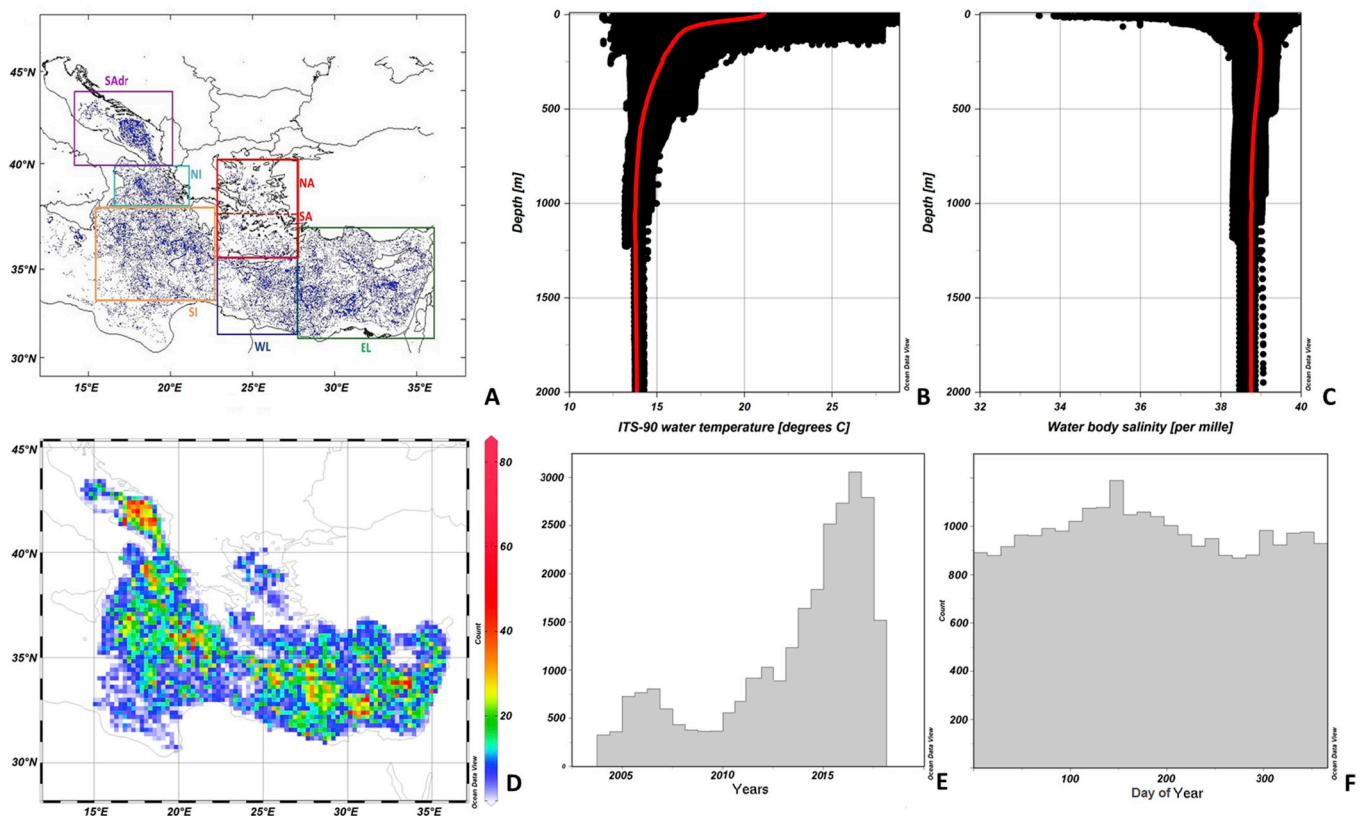 45°N
40°N
35°N
30°N
SAdr
NI
NA
SA
SI
WL
EL
15°E 20°E 25°E 30°E 35°E
A
0
500
1000
1500
2000
Depth [m]
10 15 20 25
ITS-90 water temperature [degrees C]
Ocean Data View
B
0
500
1000
1500
2000
Depth [m]
32 34 36 38 40
Water body salinity [per mille]
Ocean Data View
C
45°N
40°N
35°N
30°N
15°E 20°E 25°E 30°E 35°E
80
60
40
20
Count
Ocean Data View
D
3000
2500
2000
1500
1000
500
0
2005 2010 2015
Years
Ocean Data View
E
1000
800
600
400
200
Count
100 200 300
Day of Year
Ocean Data View
F